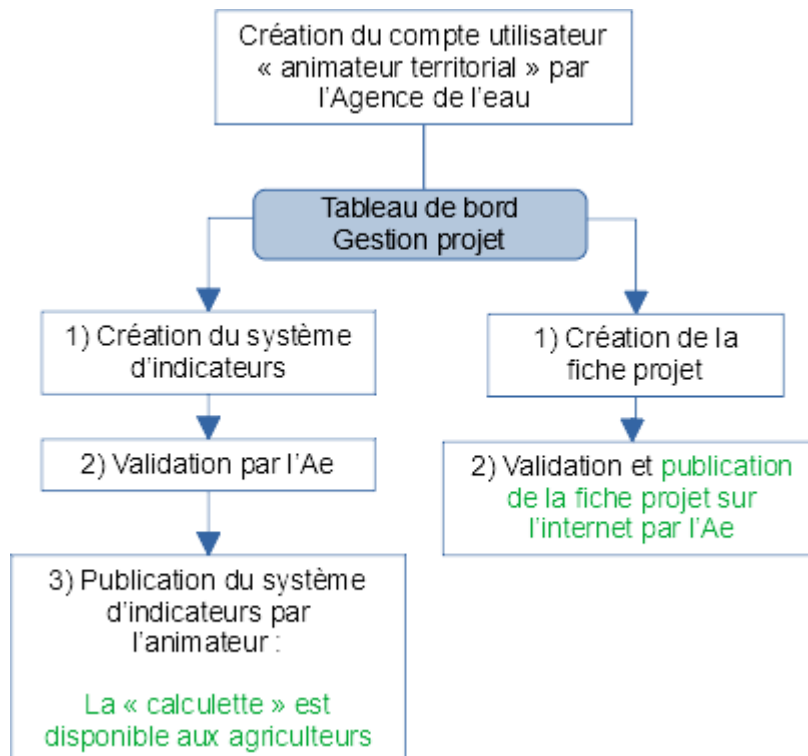 Création du compte utilisateur
« animateur territorial » par
l'Agence de l'eau
Tableau de bord
Gestion projet
1) Création du système
d'indicateurs
2) Validation par l'Ae
3) Publication du système
d'indicateurs par
l'animateur :
La « calculette » est
disponible aux agriculteurs
1) Création de la
fiche projet
2) Validation et publication
de la fiche projet sur
l'internet par l'Ae